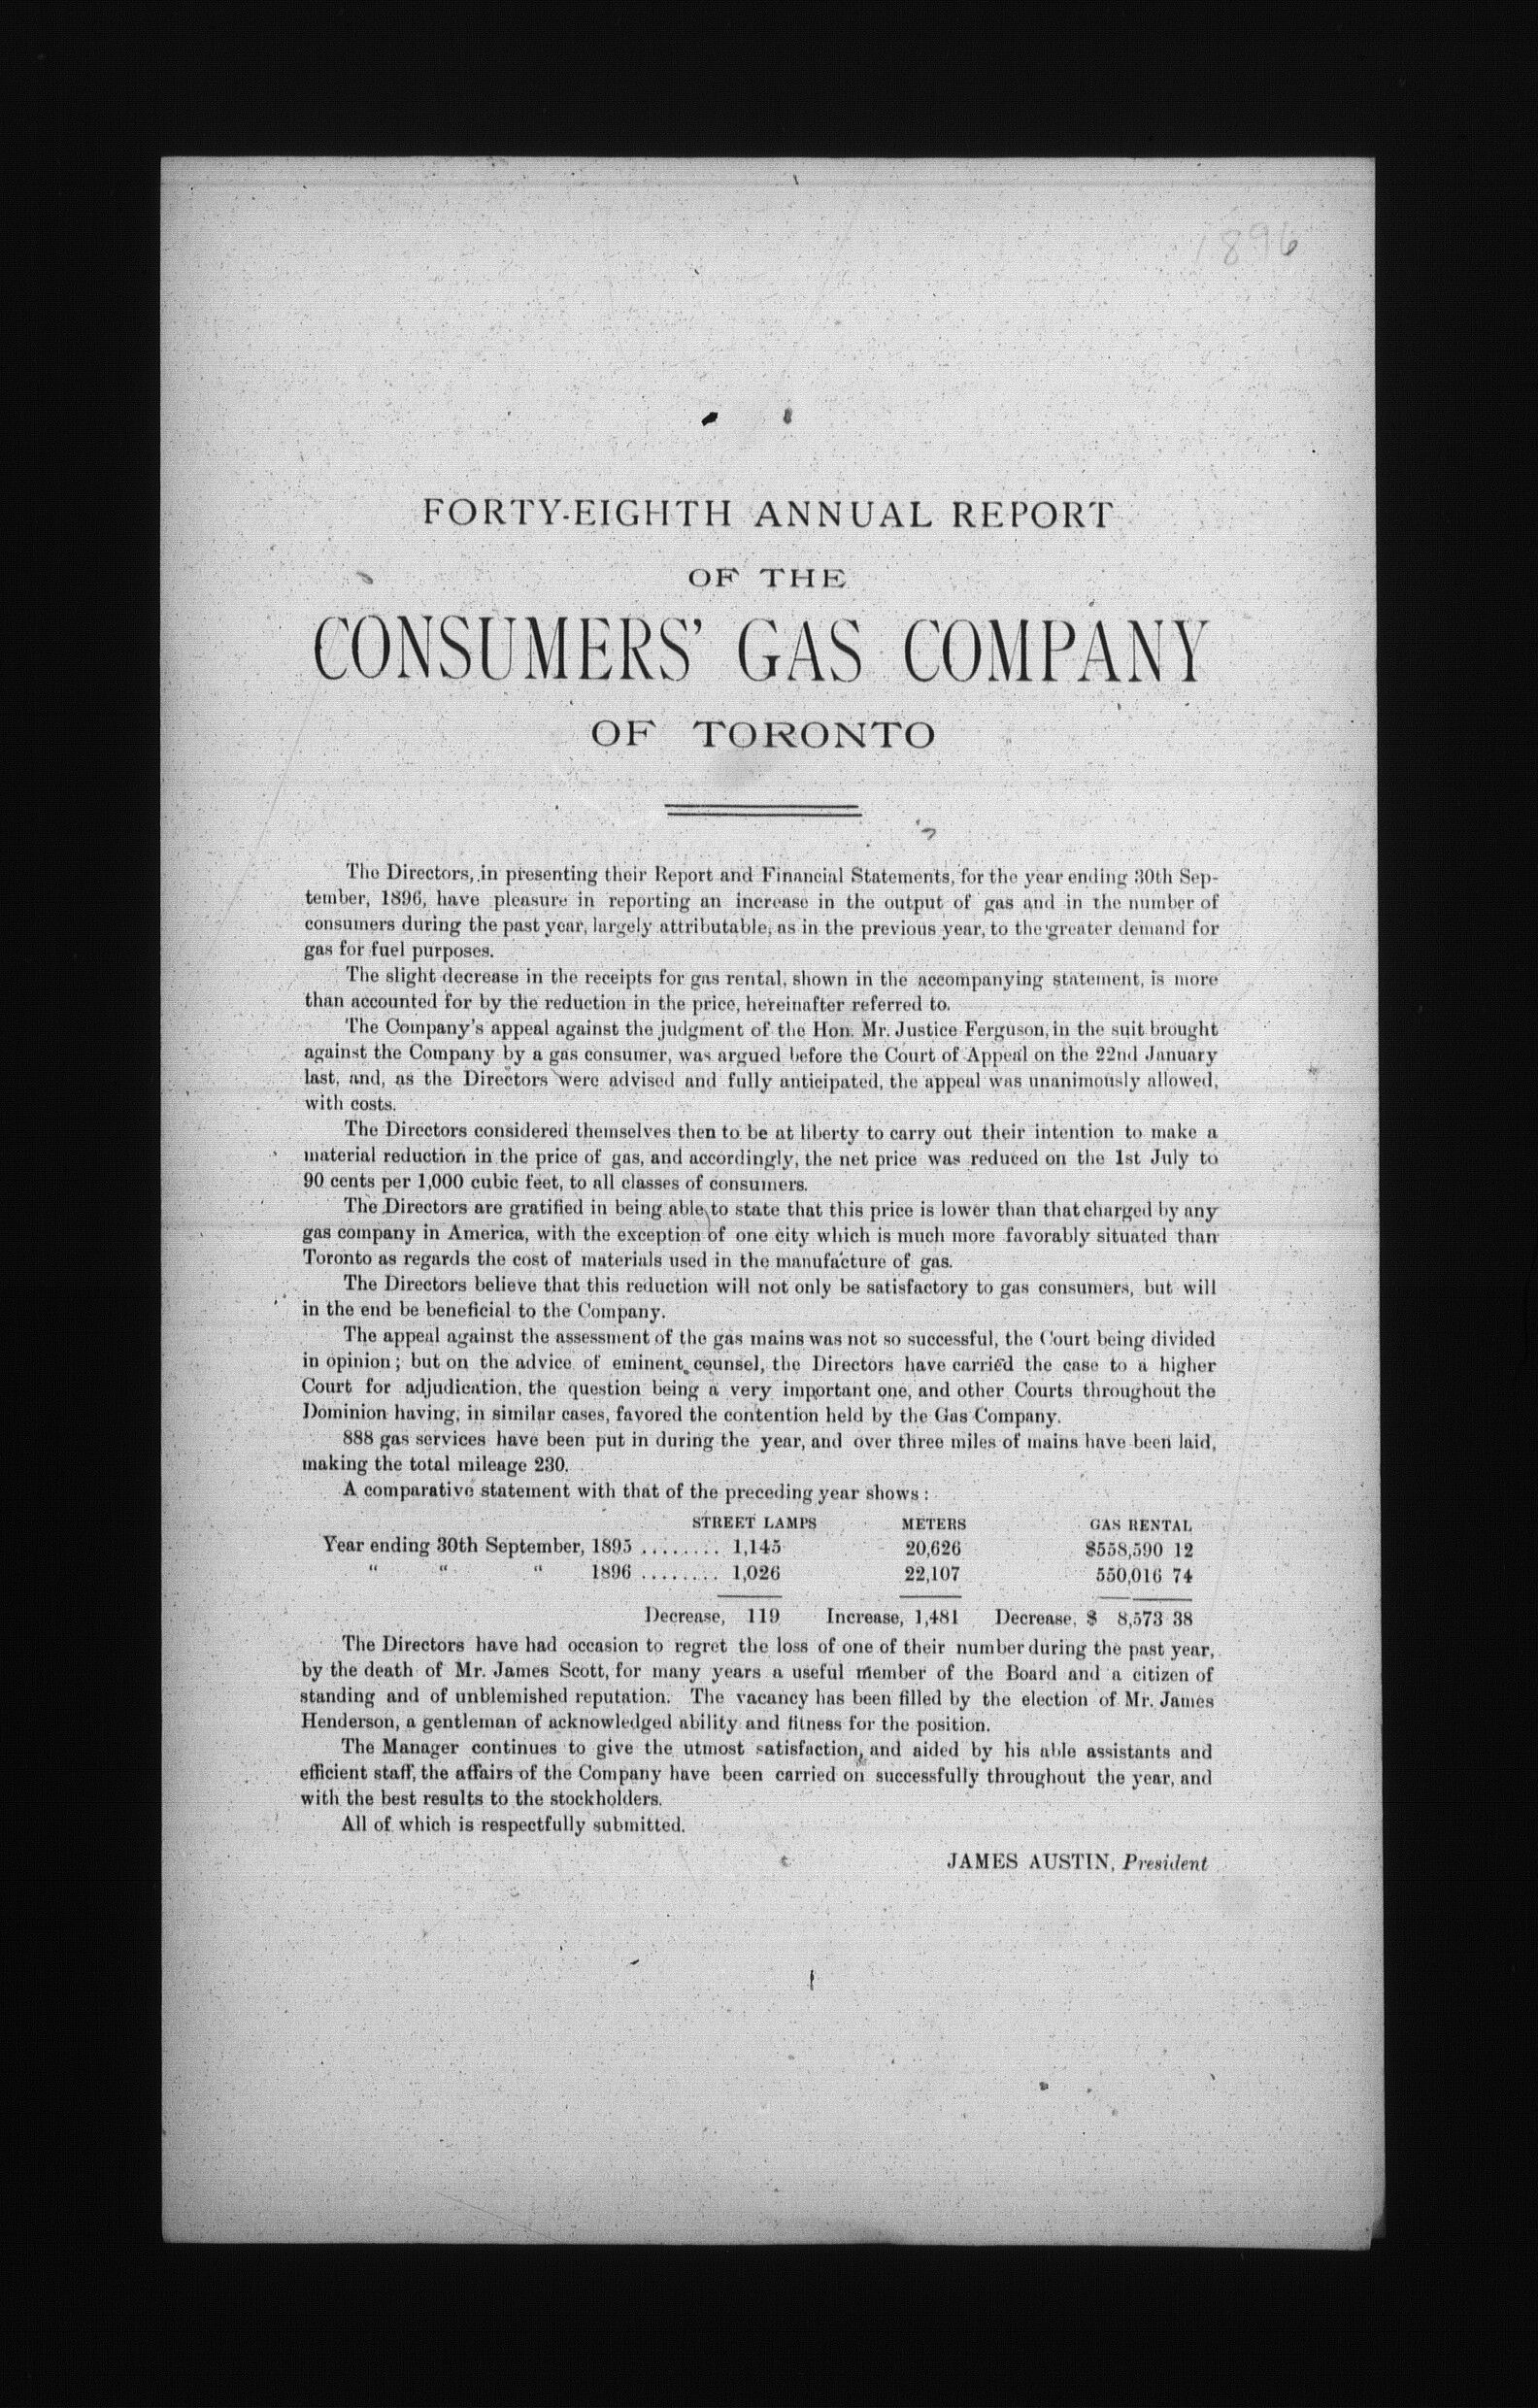 1896
FORTY-EIGHTH ANNUAL REPORT
OF THE
CONSUMERS' GAS COMPANY
OF TORONTO
The Directors, in presenting their Report and Financial Statements, for the year ending 30th Sep-
tember, 1896, have pleasure in reporting an increase in the output of gas and in the number of
consumers during the past year, largely attributable, as in the previous year, to the greater demand for
gas for fuel purposes.
The slight decrease in the receipts for gas rental, shown in the accompanying statement, is more
than accounted for by the reduction in the price, hereinafter referred to.
The Company's appeal against the judgment of the Hon. Mr. Justice Ferguson, in the suit brought
against the Company by a gas consumer, was argued before the Court of Appeal on the 22nd January
last, and, as the Directors were advised and fully anticipated, the appeal was unanimously allowed,
with costs.
The Directors considered themselves then to be at liberty to carry out their intention to make a
material reduction in the price of gas, and accordingly, the net price was reduced on the 1st July to
90 cents per 1,000 cubic feet, to all classes of consumers.
The Directors are gratified in being able to state that this price is lower than that charged by any
gas company in America, with the exception of one city which is much more favorably situated than
Toronto as regards the cost of materials used in the manufacture of gas.
The Directors believe that this reduction will not only be satisfactory to gas consumers, but will
in the end be beneficial to the Company.
The appeal against the assessment of the gas mains was not so successful, the Court being divided
in opinion; but on the advice of eminent counsel, the Directors have carried the case to a higher
Court for adjudication, the question being a very important one, and other Courts throughout the
Dominion having, in similar cases, favored the contention held by the Gas Company.
888 gas services have been put in during the year, and over three miles of mains have been laid,
making the total mileage 230.
A comparative statement with that of the preceding year shows:
STREET LAMPS METERS GAS RENTAL
Year ending 30th September, 1895 ........ 1,145 20,626 $558,590 12
" " " 1896 ........ 1,026 22,107 550,016 74
Decrease, 119 Increase, 1,481 Decrease, $ 8,573 38
The Directors have had occasion to regret the loss of one of their number during the past year,
by the death of Mr. James Scott, for many years a useful member of the Board and a citizen of
standing and of unblemished reputation. The vacancy has been filled by the election of Mr. James
Henderson, a gentleman of acknowledged ability and fitness for the position.
The Manager continues to give the utmost satisfaction, and aided by his able assistants and
efficient staff, the affairs of the Company have been carried on successfully throughout the year, and
with the best results to the stockholders.
All of which is respectfully submitted.
JAMES AUSTIN, President